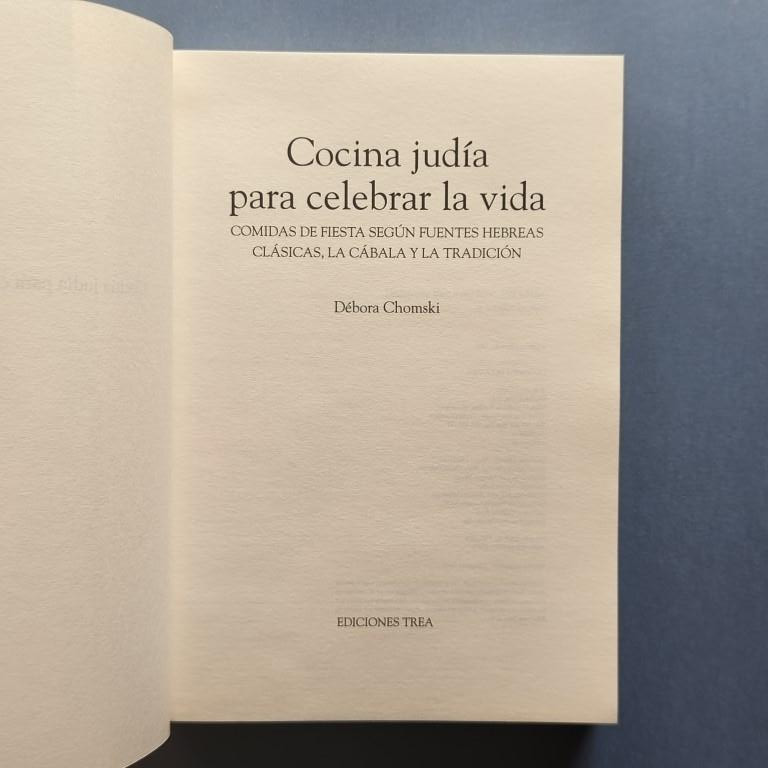 Cocina judía
para celebrar la vida
COMIDAS DE FIESTA SEGÚN FUENTES HEBREAS
CLÁSICAS, LA CÁBALA Y LA TRADICIÓN
Débora Chomski
EDICIONES TREA